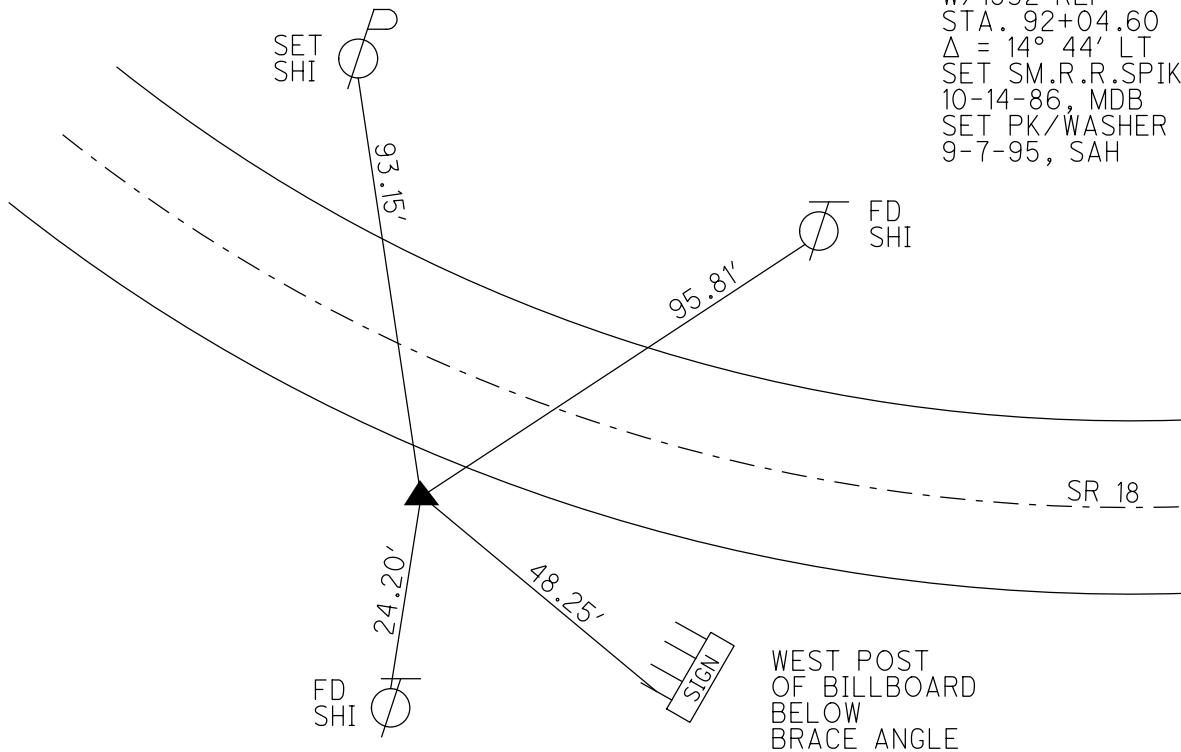 STA. 92+04.60
Δ = 14° 44' LT
SET SM.R.R.SPIK
10-14-86, MDB
SET PK/WASHER
9-7-95, SAH
SET
SHI
93.15'
FD
SHI
95.81'
SR 18
24.20'
48.25'
FD
SHI
SIGN
WEST POST
OF BILLBOARD
BELOW
BRACE ANGLE